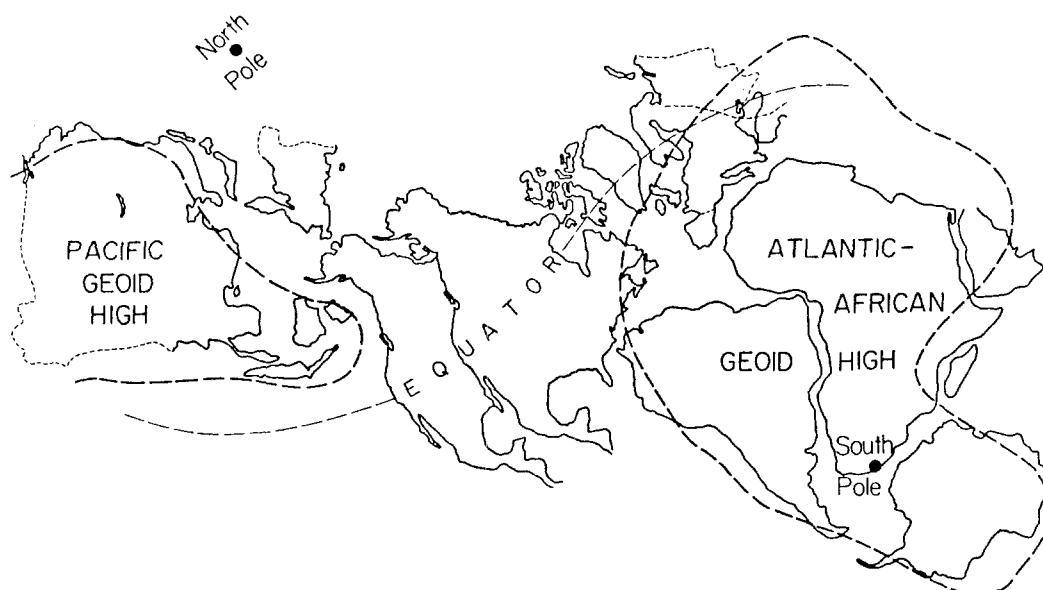 North
Pole
PACIFIC
GEOID
HIGH
EQUATOR
ATLANTIC-
AFRICAN
GEOID HIGH
South
Pole